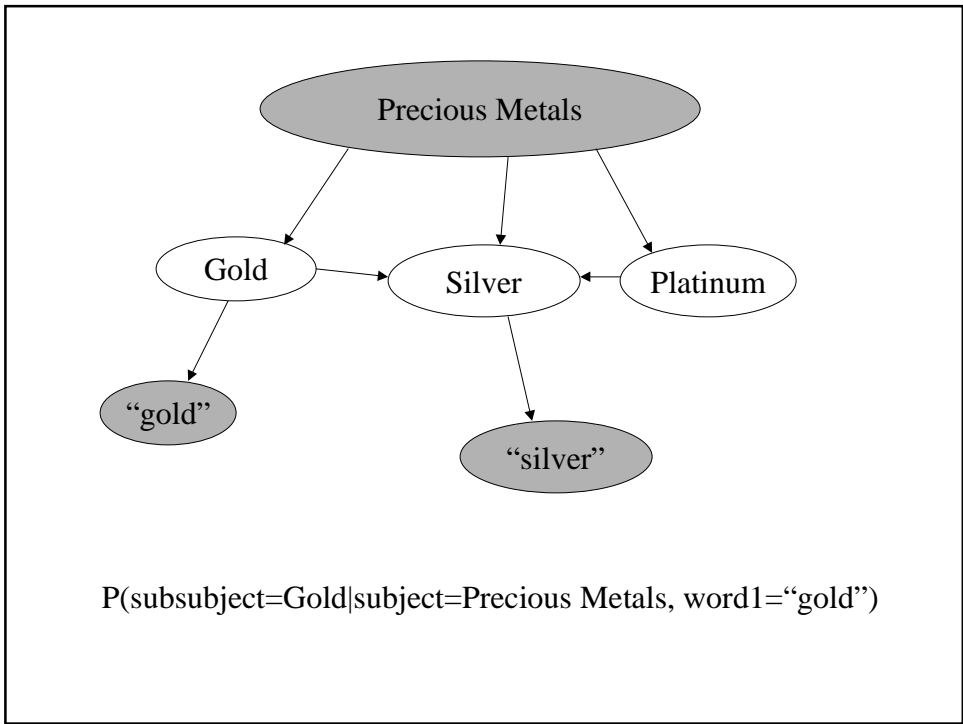 Precious Metals
Gold
Silver
Platinum
“gold”
“silver”
P(subsubject=Gold|subject=Precious Metals, word1=“gold”)